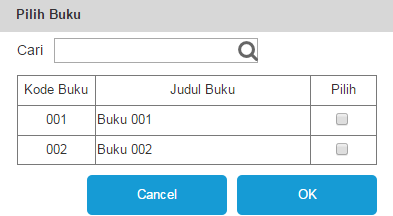 Pilih Buku
Cari
Kode Buku Judul Buku Pilih
001 Buku 001
002 Buku 002
Cancel OK